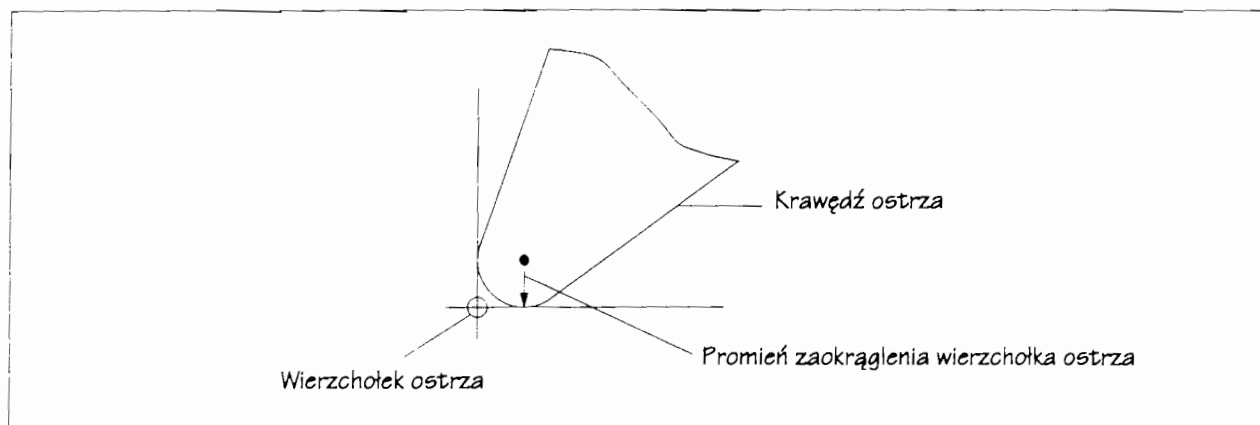 Krawędź ostrza
Promień zaokrąglenia wierzchołka ostrza
Wierzchołek ostrza